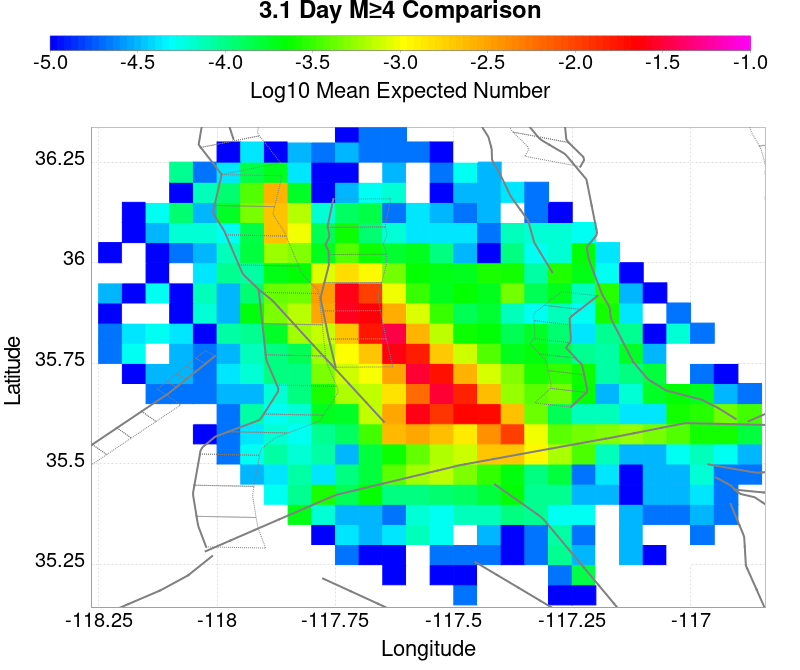 3.1 Day M≥4 Comparison
-5.0 -4.5 -4.0 -3.5 -3.0 -2.5 -2.0 -1.5 -1.0
Log10 Mean Expected Number
36.25
36
35.75
35.5
35.25
Latitude
-118.25 -118 -117.75 -117.5 -117.25 -117
Longitude